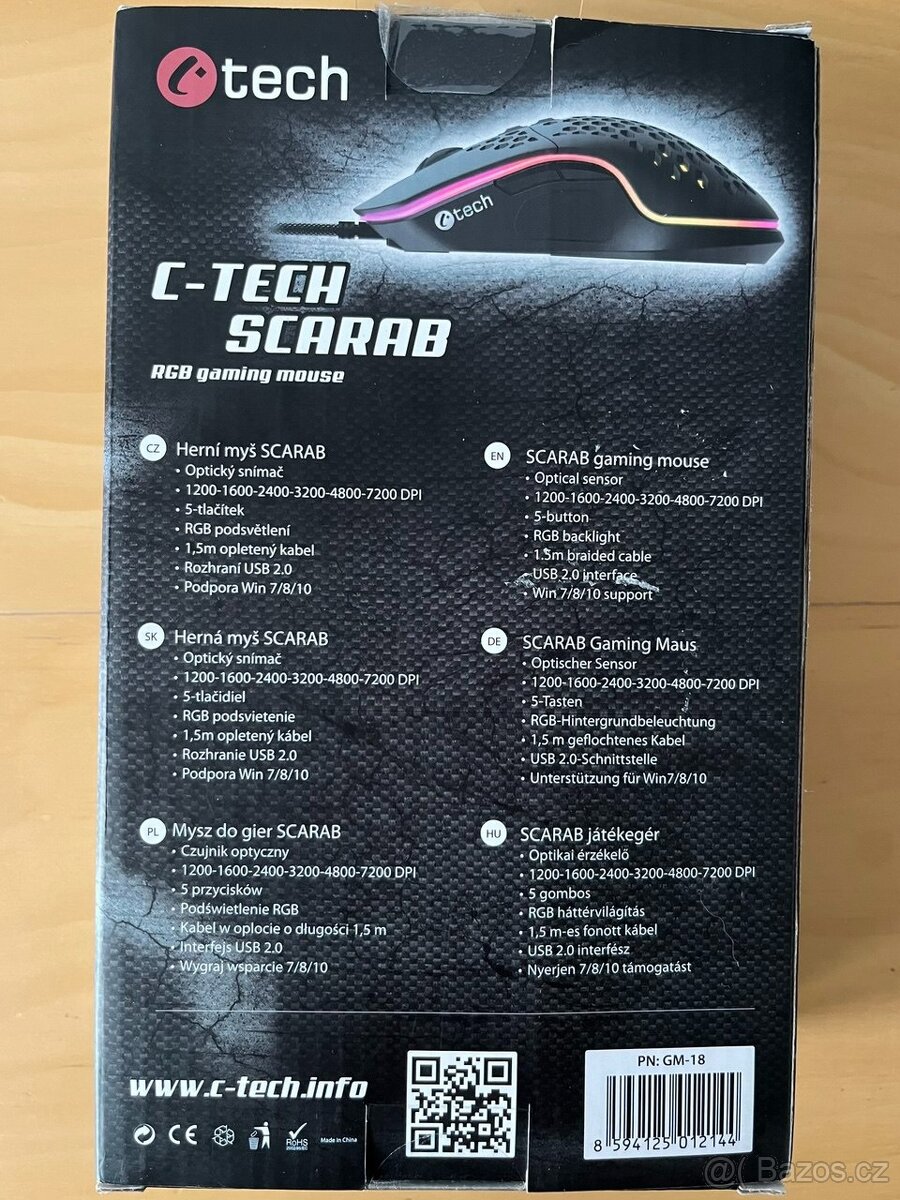 tech
tech
C-TECH
SCARAB
RGB gaming mouse
CZ Herní myš SCARAB
• Optický snímač
• 1200-1600-2400-3200-4800-7200 DPI
• 5-tlačítek
• RGB podsvětlení
• 1,5m opletený kabel
• Rozhraní USB 2.0
• Podpora Win 7/8/10
EN SCARAB gaming mouse
• Optical sensor
• 1200-1600-2400-3200-4800-7200 DPI
• 5-button
• RGB backlight
• 1.5m braided cable
• USB 2.0 interface
• Win 7/8/10 support
SK Herná myš SCARAB
• Optický snímač
• 1200-1600-2400-3200-4800-7200 DPI
• 5-tlačidiel
• RGB podsvietenie
• 1,5m opletený kábel
• Rozhranie USB 2.0
• Podpora Win 7/8/10
DE SCARAB Gaming Maus
• Optischer Sensor
• 1200-1600-2400-3200-4800-7200 DPI
• 5-Tasten
• RGB-Hintergrundbeleuchtung
• 1,5 m geflochtenes Kabel
• USB 2.0-Schnittstelle
• Unterstützung für Win7/8/10
PL Mysz do gier SCARAB
• Czujnik optyczny
• 1200-1600-2400-3200-4800-7200 DPI
• 5 przycisków
• Podświetlenie RGB
• Kabel w oplocie o długości 1,5 m
• Interfejs USB 2.0
• Wygraj wsparcie 7/8/10
HU SCARAB játékegér
• Optikai érzékelő
• 1200-1600-2400-3200-4800-7200 DPI
• 5 gombos
• RGB háttérvilágítás
• 1,5 m-es fonott kábel
• USB 2.0 interfész
• Nyerjen 7/8/10 támogatást
www.c-tech.info
CE
RoHS
Made in China
PN: GM-18
8 594125 012144
@( Bazos.cz